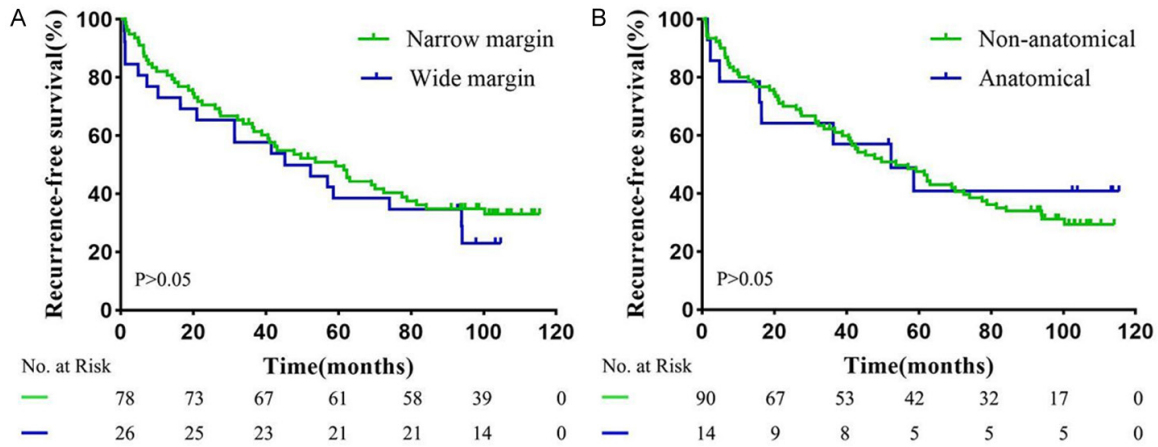 A
Recurrence-free survival(%)
100
80
60
40
20
0
Narrow margin
Wide margin
P>0.05
0 20 40 60 80 100 120
Time(months)
No. at Risk
78 73 67 61 58 39 0
26 25 23 21 21 14 0
B
Recurrence-free survival(%)
100
80
60
40
20
0
Non-anatomical
Anatomical
P>0.05
0 20 40 60 80 100 120
Time(months)
No. at Risk
90 67 53 42 32 17 0
14 9 8 5 5 5 0